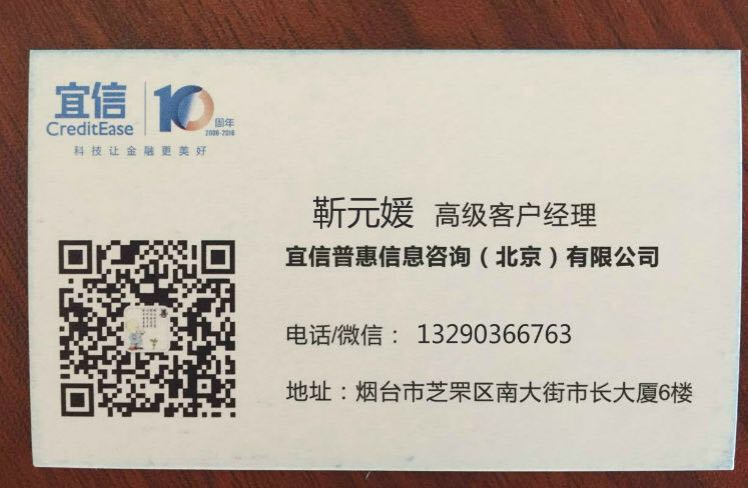 宜信
CreditEase
10
周年
2006-2016
科技让金融更美好
靳元媛 高级客户经理
宜信普惠信息咨询（北京）有限公司
电话/微信： 13290366763
地址：烟台市芝罘区南大街市长大厦6楼